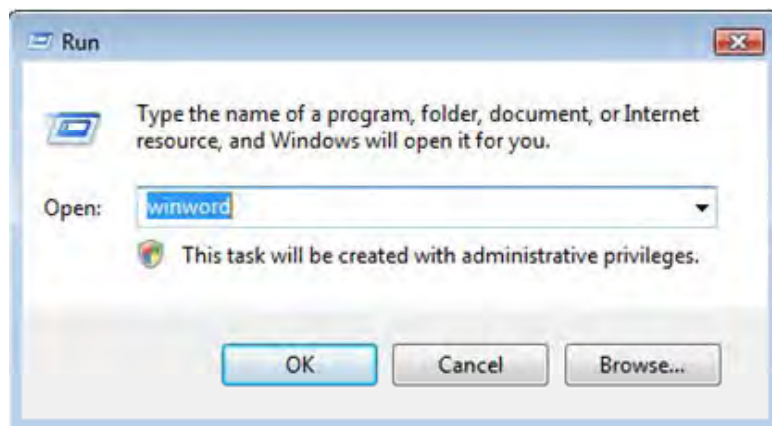 Run
Type the name of a program, folder, document, or Internet
resource, and Windows will open it for you.
Open: winword
This task will be created with administrative privileges.
OK Cancel Browse...